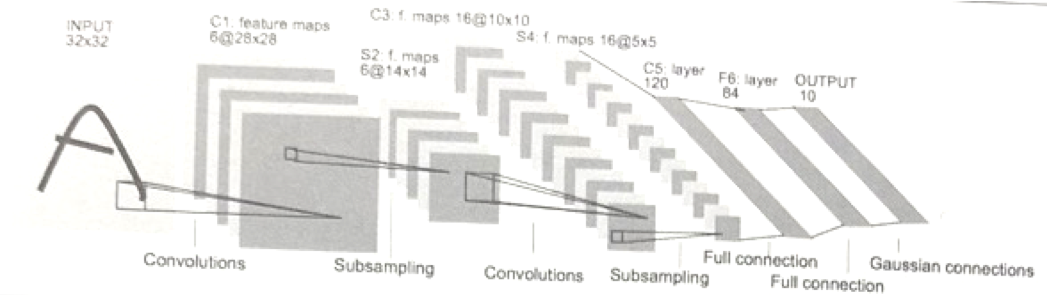 INPUT
32x32
C1. feature maps
6@28x28
C3: f. maps 16@10x10
S4: f. maps 16@5x5
S2: f. maps
6@14x14
C5: layer
120
F6: layer
84
OUTPUT
10
A
Convolutions
Subsampling
Convolutions
Subsampling
Full connection
Full connection
Gaussian connections